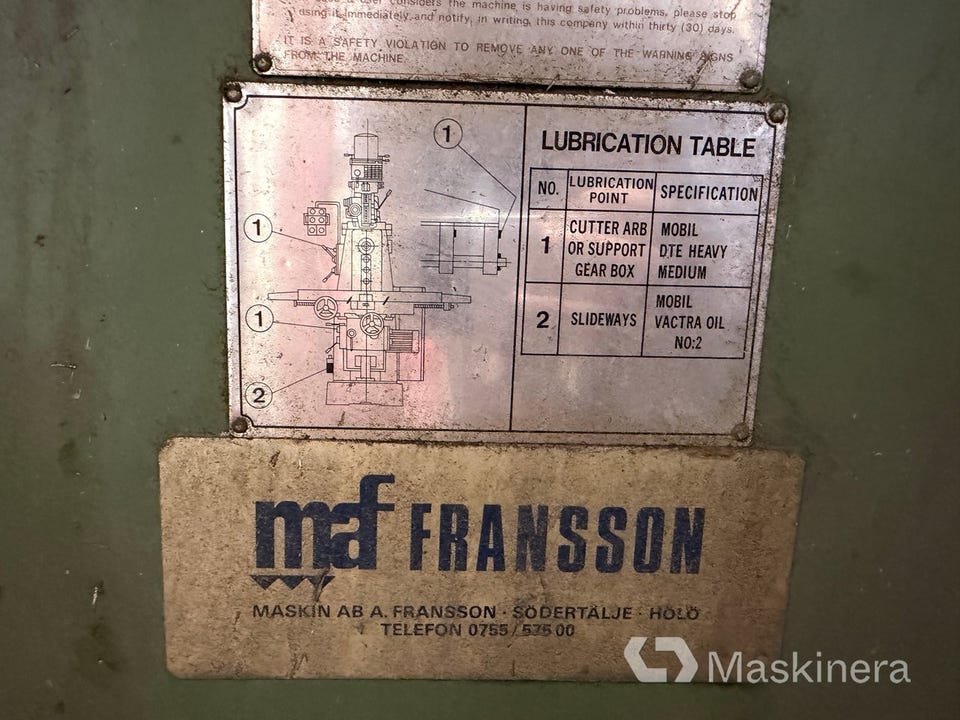 user considers the machine is having safety problems, please stop
using it immediately and notify, in writing, this company within thirty (30) days.
IT IS A SAFETY VIOLATION TO REMOVE ANY ONE OF THE WARNING SIGNS
FROM THE MACHINE.
1
1
1
2
LUBRICATION TABLE
NO. LUBRICATION POINT SPECIFICATION
1 CUTTER ARB OR SUPPORT GEAR BOX MOBIL DTE HEAVY MEDIUM
2 SLIDEWAYS MOBIL VACTRA OIL NO:2
maf FRANSSON
MASKIN AB A. FRANSSON · SÖDERTÄLJE · HÖLÖ
TELEFON 0755/575 00
Maskinera